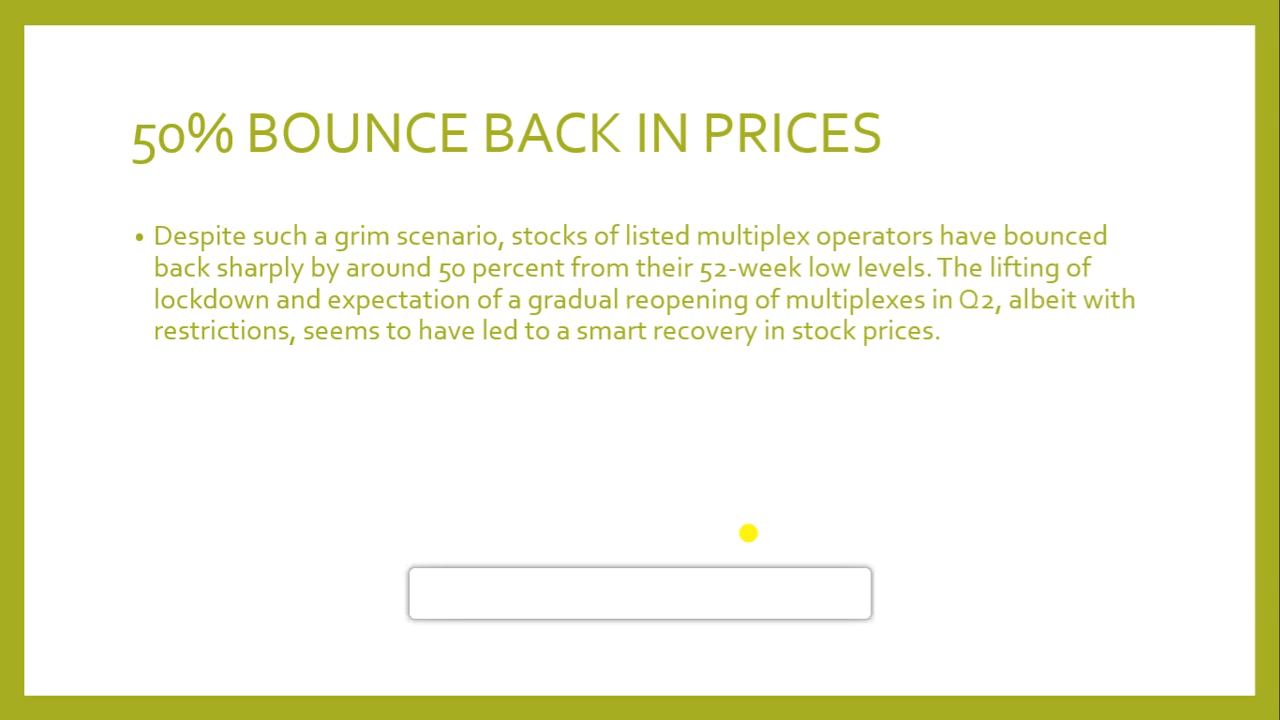 50% BOUNCE BACK IN PRICES
• Despite such a grim scenario, stocks of listed multiplex operators have bounced
back sharply by around 50 percent from their 52-week low levels. The lifting of
lockdown and expectation of a gradual reopening of multiplexes in Q2, albeit with
restrictions, seems to have led to a smart recovery in stock prices.